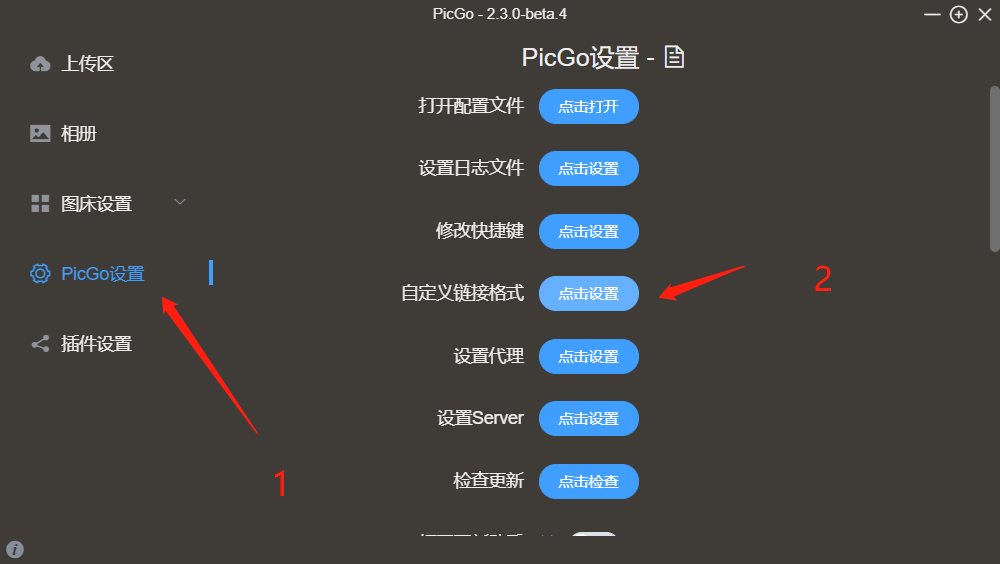 PicGo - 2.3.0-beta.4
上传区
相册
图床设置
PicGo设置
插件设置
1
PicGo设置 -
打开配置文件 点击打开
设置日志文件 点击设置
修改快捷键 点击设置
自定义链接格式 点击设置
2
设置代理 点击设置
设置Server 点击设置
检查更新 点击检查